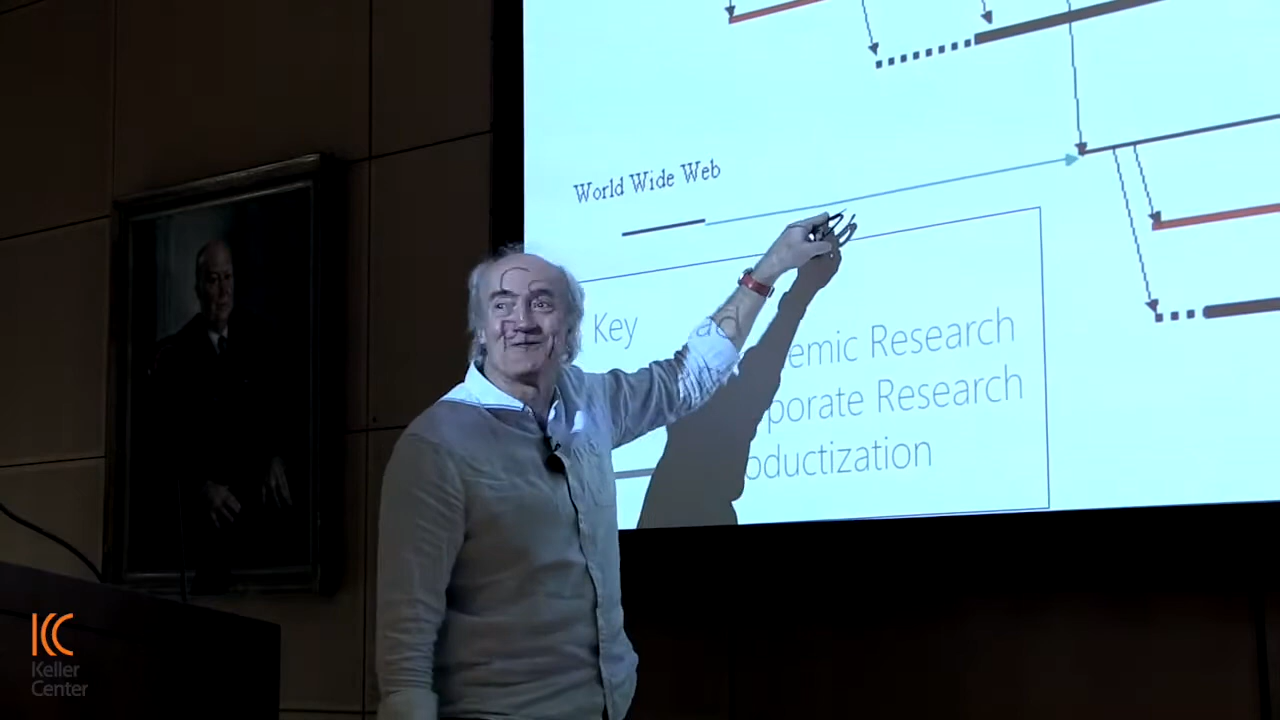 World Wide Web
Key
emic Research
porate Research
oductization
Keller
Center